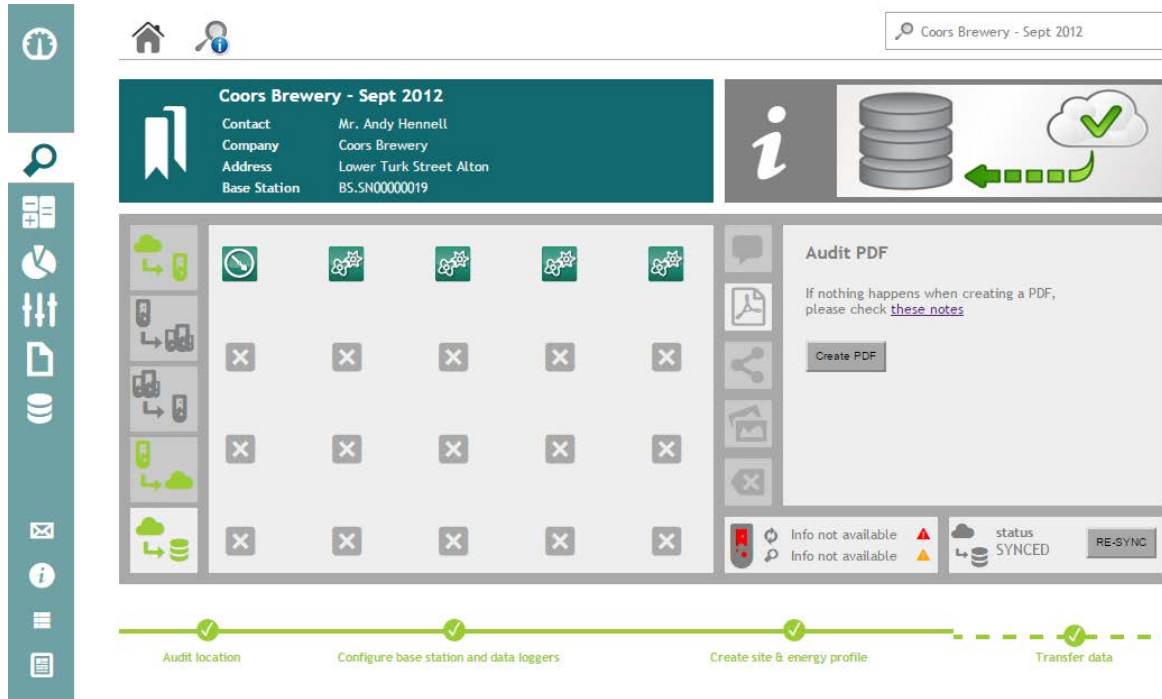 Coors Brewery - Sept 2012
Coors Brewery - Sept 2012
Contact Mr. Andy Hennell
Company Coors Brewery
Address Lower Turk Street Alton
Base Station BS.SN00000019
i
Audit PDF
If nothing happens when creating a PDF,
please check these notes
Create PDF
Info not available
Info not available
status
SYNCED
RE-SYNC
Audit location
Configure base station and data loggers
Create site & energy profile
Transfer data